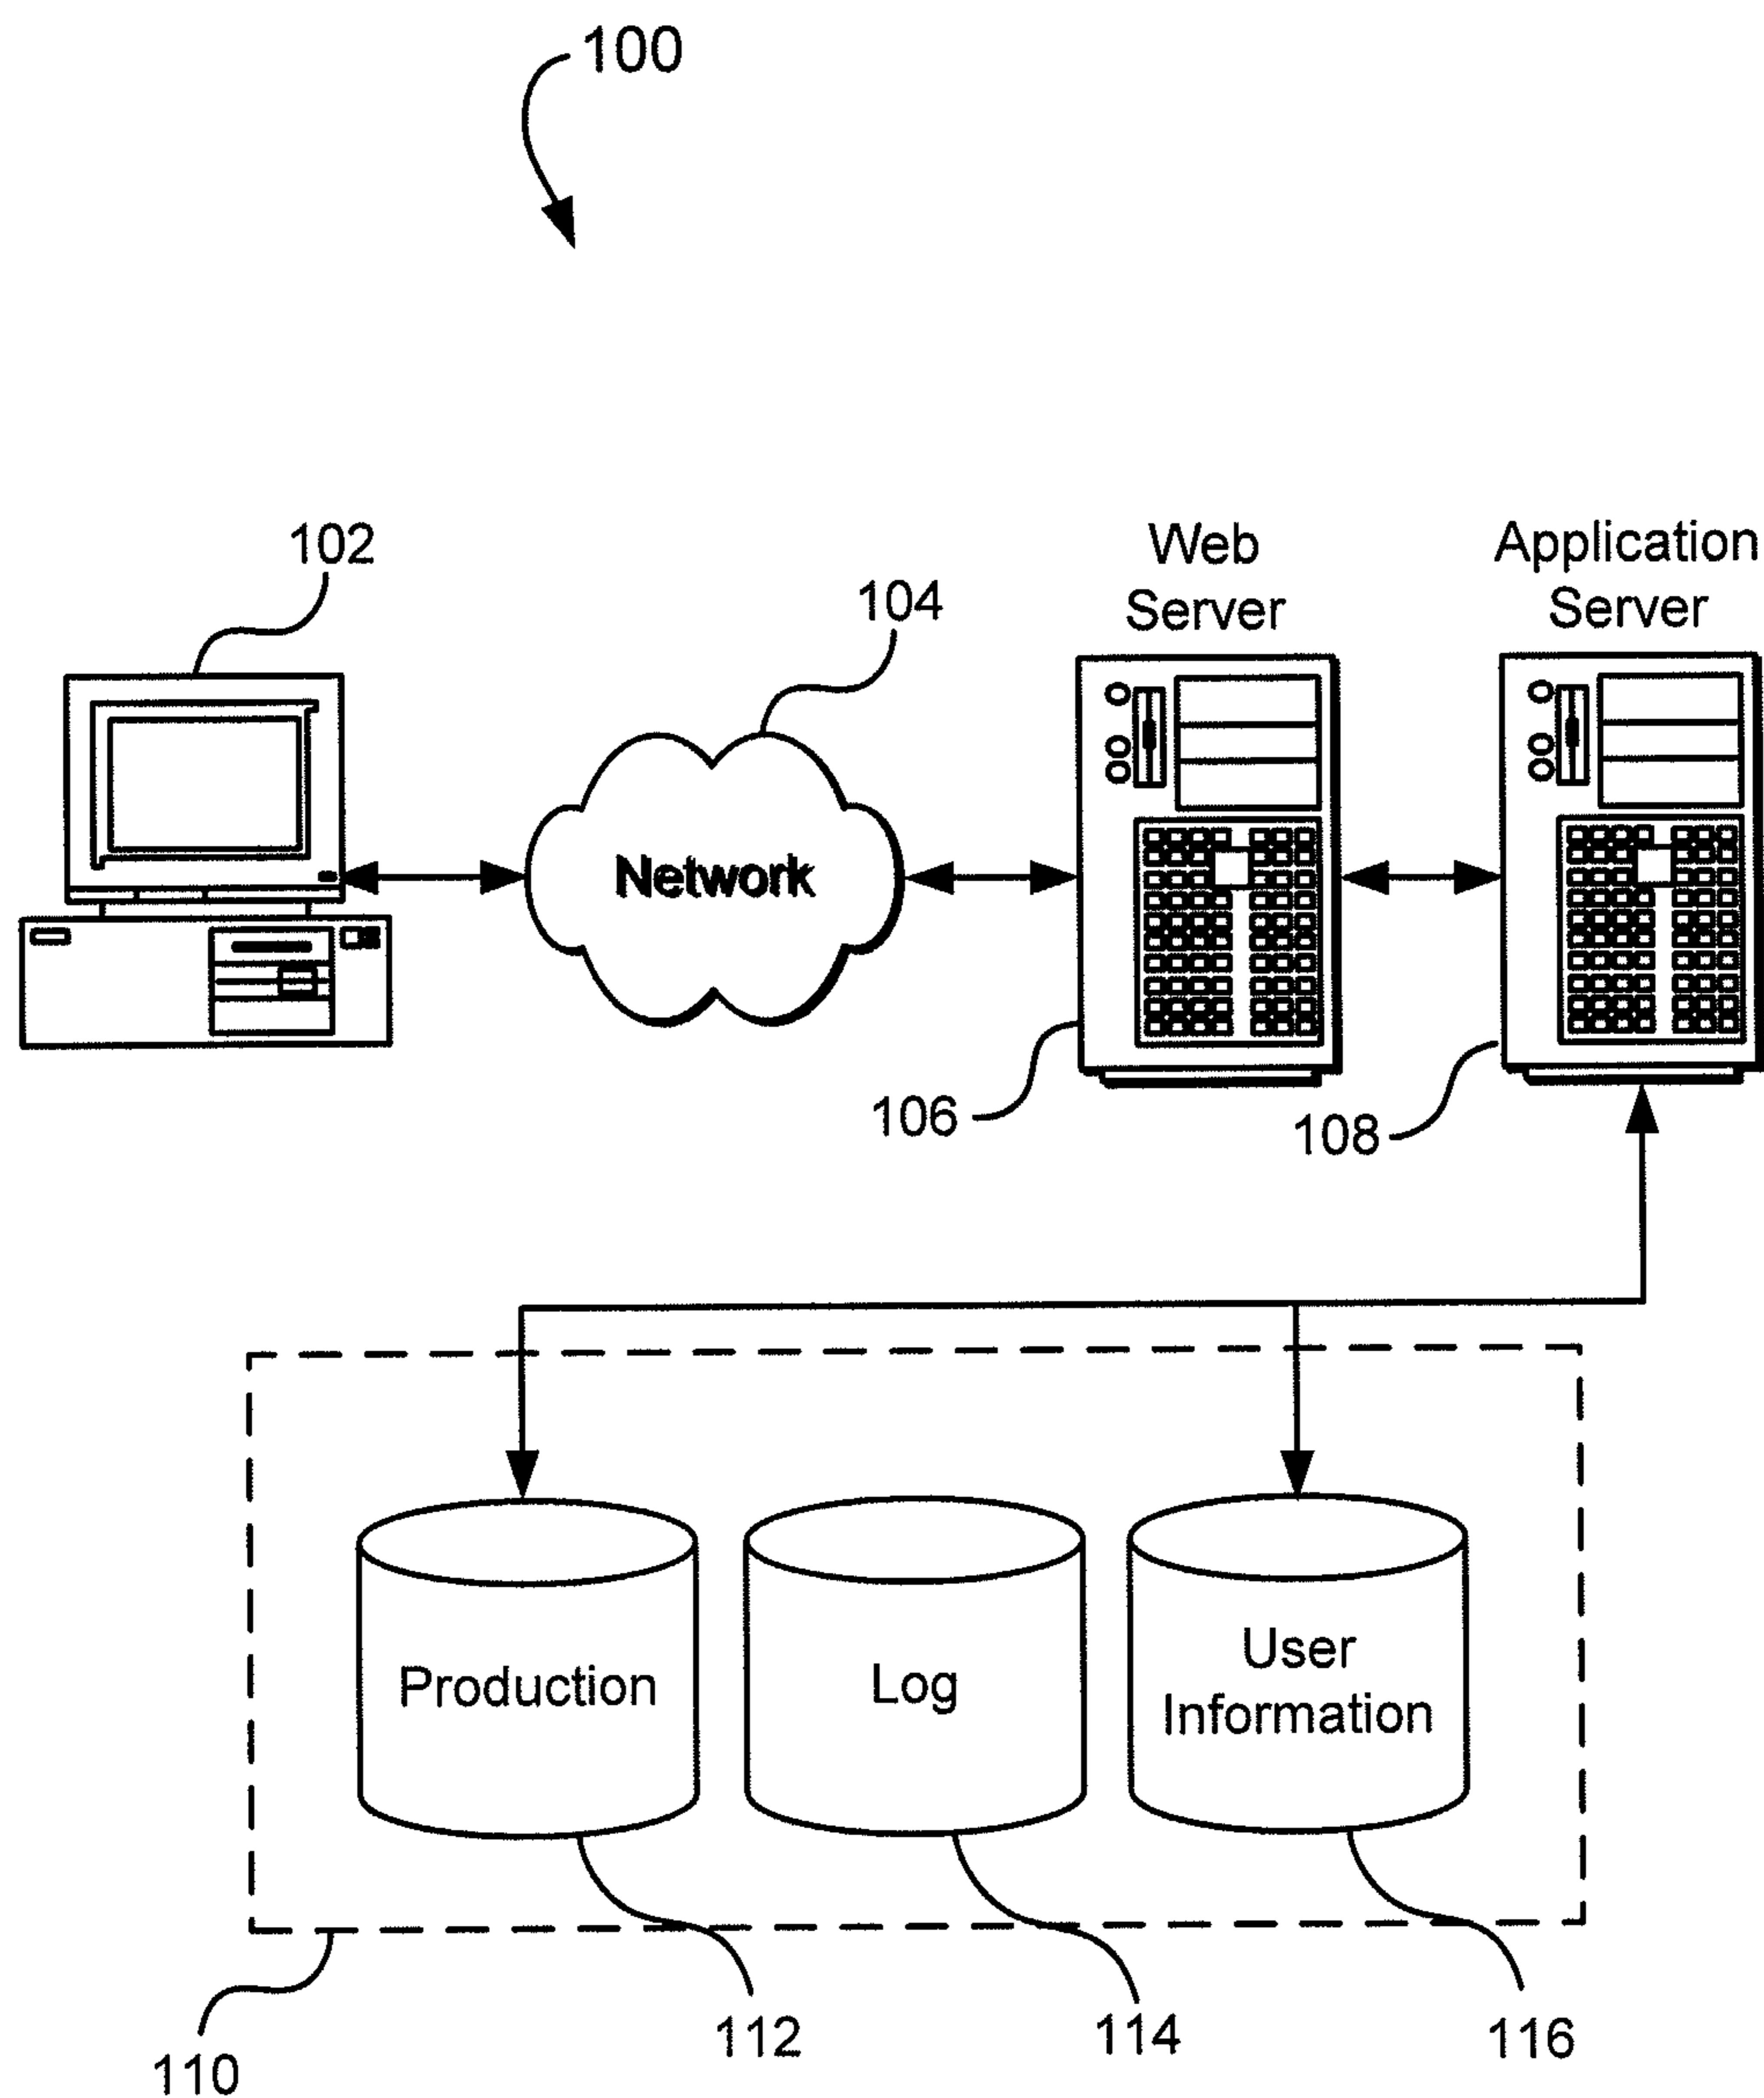 100
102
104
Web
Server
Application
Server
Network
106
108
Production
Log
User
Information
110
112
114
116